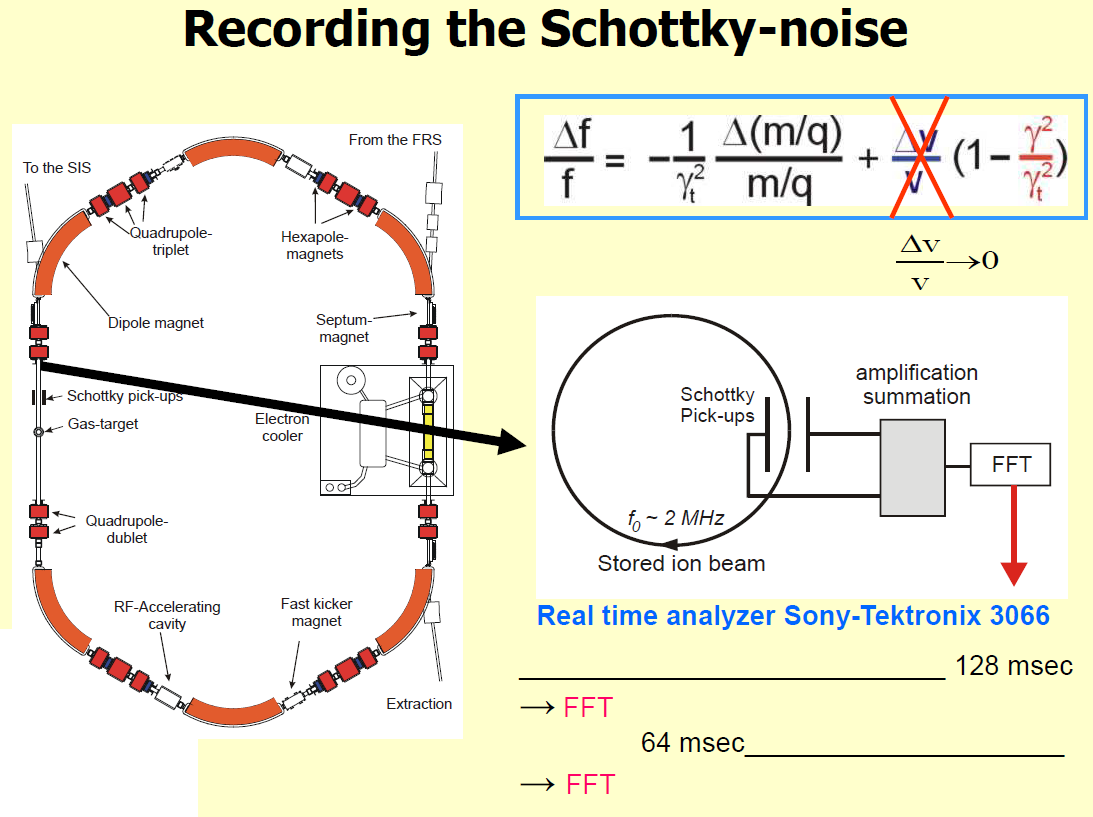 Recording the Schottky-noise
To the SIS
From the FRS
Quadrupole-
triplet
Hexapole-
magnets
Dipole magnet
Septum-
magnet
Schottky pick-ups
Gas-target
Electron
cooler
Quadrupole-
dublet
RF-Accelerating
cavity
Fast kicker
magnet
Extraction
Δf/f = −1/γt² Δ(m/q)/m/q + Δv/v (1−γ²/γt²)
Δv/v →0
Schottky
Pick-ups
amplification
summation
FFT
f0 ~ 2 MHz
Stored ion beam
Real time analyzer Sony-Tektronix 3066
____________________________ 128 msec
→ FFT
64 msec_____________________
→ FFT